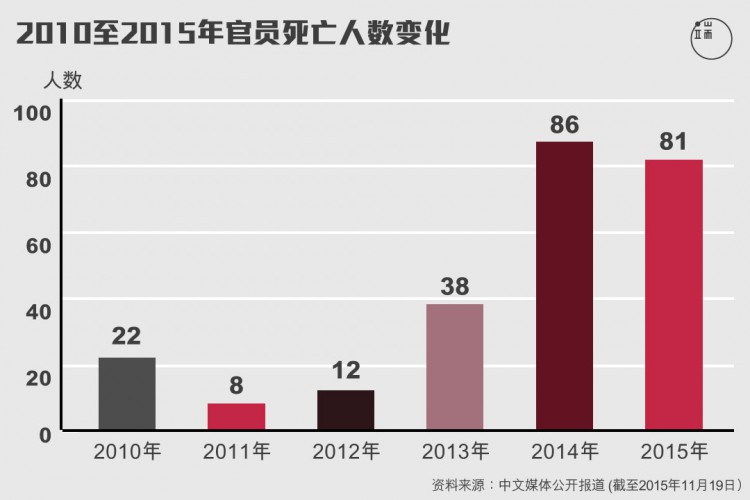 2010至2015年官员死亡人数变化
端
人数
100
80
60
40
20
0
22
8
12
38
86
81
2010年
2011年
2012年
2013年
2014年
2015年
资料来源：中文媒体公开报道 (截至2015年11月19日）